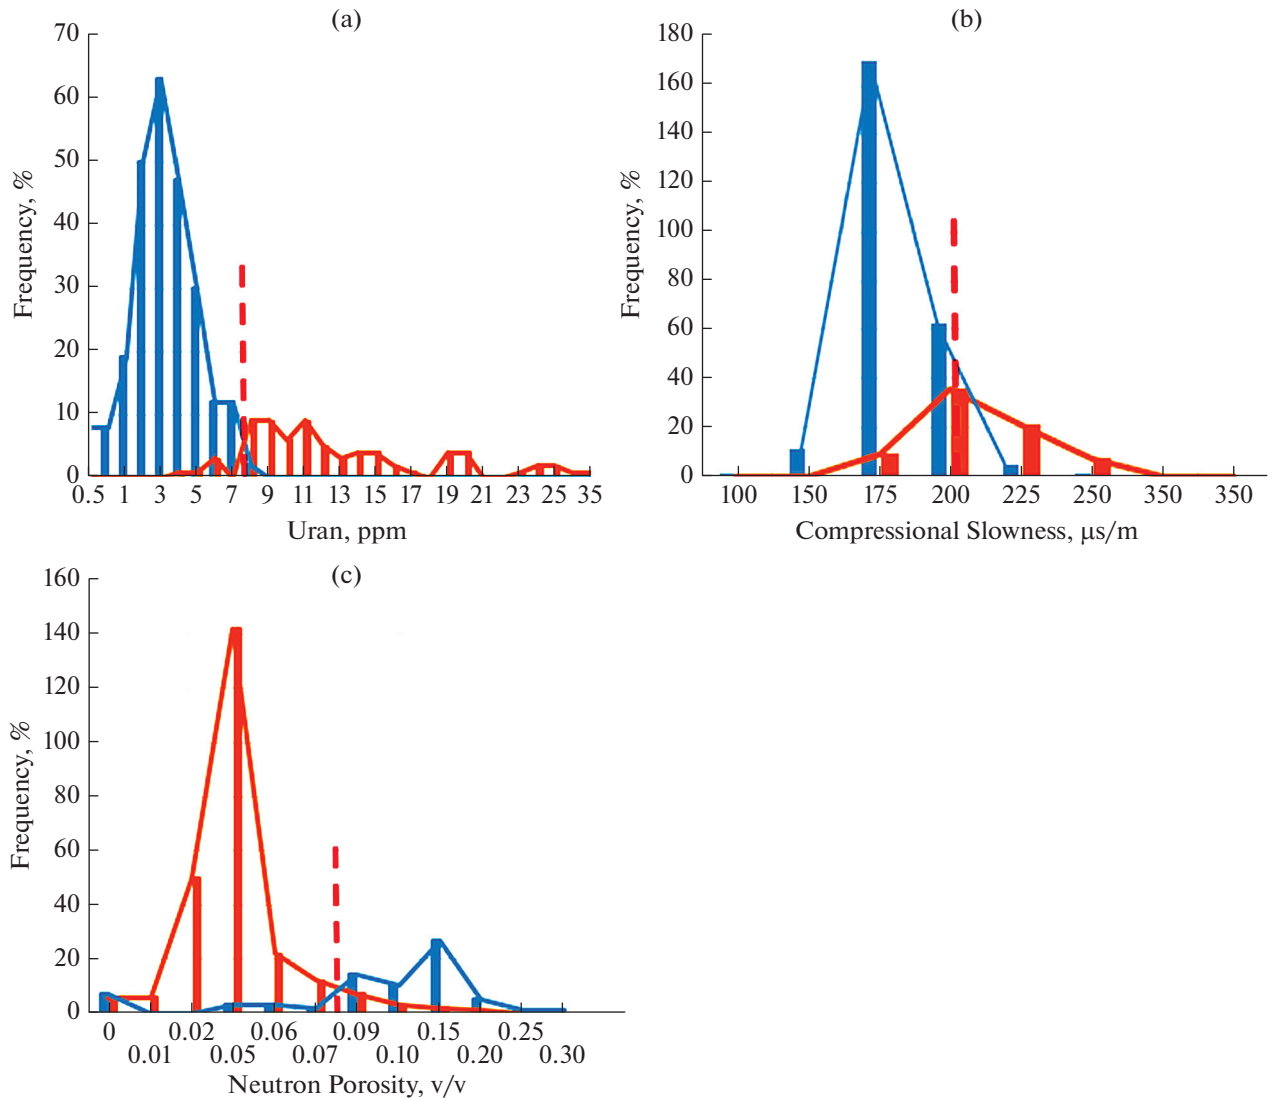 (a)
70
60
50
40
30
20
10
0
Frequency, %
0.5 1 3 5 7 9 11 13 15 17 19 21 23 25 35
Uran, ppm
(b)
180
160
140
120
100
80
60
40
20
0
Frequency, %
100 150 175 200 225 250 350 350
Compressional Slowness, μs/m
(c)
160
140
120
100
80
60
40
20
0
Frequency, %
0 0.02 0.06 0.09 0.15 0.25
0.01 0.05 0.07 0.10 0.20 0.30
Neutron Porosity, v/v